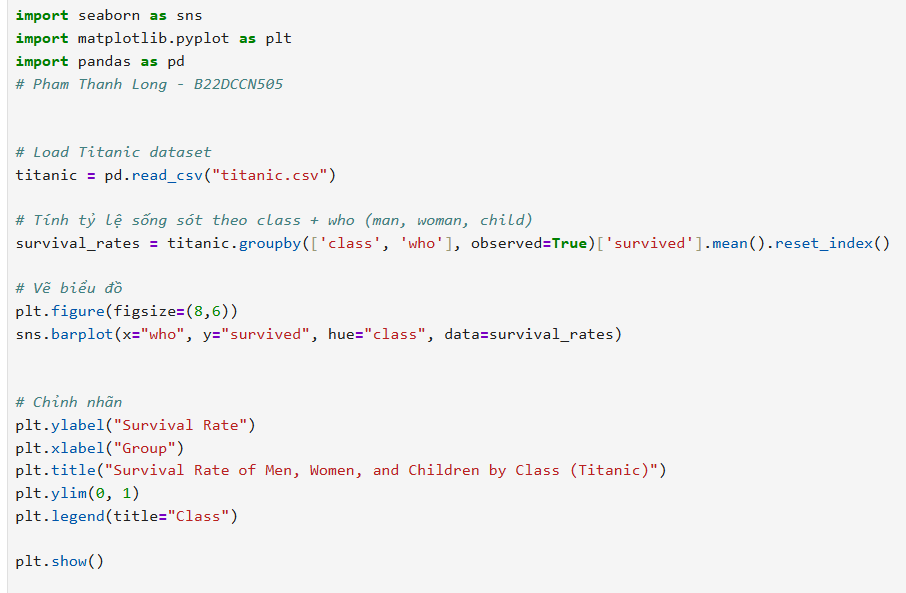 import seaborn as sns
import matplotlib.pyplot as plt
import pandas as pd
# Pham Thanh Long - B22DCCN505
# Load Titanic dataset
titanic = pd.read_csv("titanic.csv")
# Tính tỷ lệ sống sót theo class + who (man, woman, child)
survival_rates = titanic.groupby(['class', 'who'], observed=True)['survived'].mean().reset_index()
# Vẽ biểu đồ
plt.figure(figsize=(8,6))
sns.barplot(x="who", y="survived", hue="class", data=survival_rates)
# Chỉnh nhãn
plt.ylabel("Survival Rate")
plt.xlabel("Group")
plt.title("Survival Rate of Men, Women, and Children by Class (Titanic)")
plt.ylim(0, 1)
plt.legend(title="Class")
plt.show()